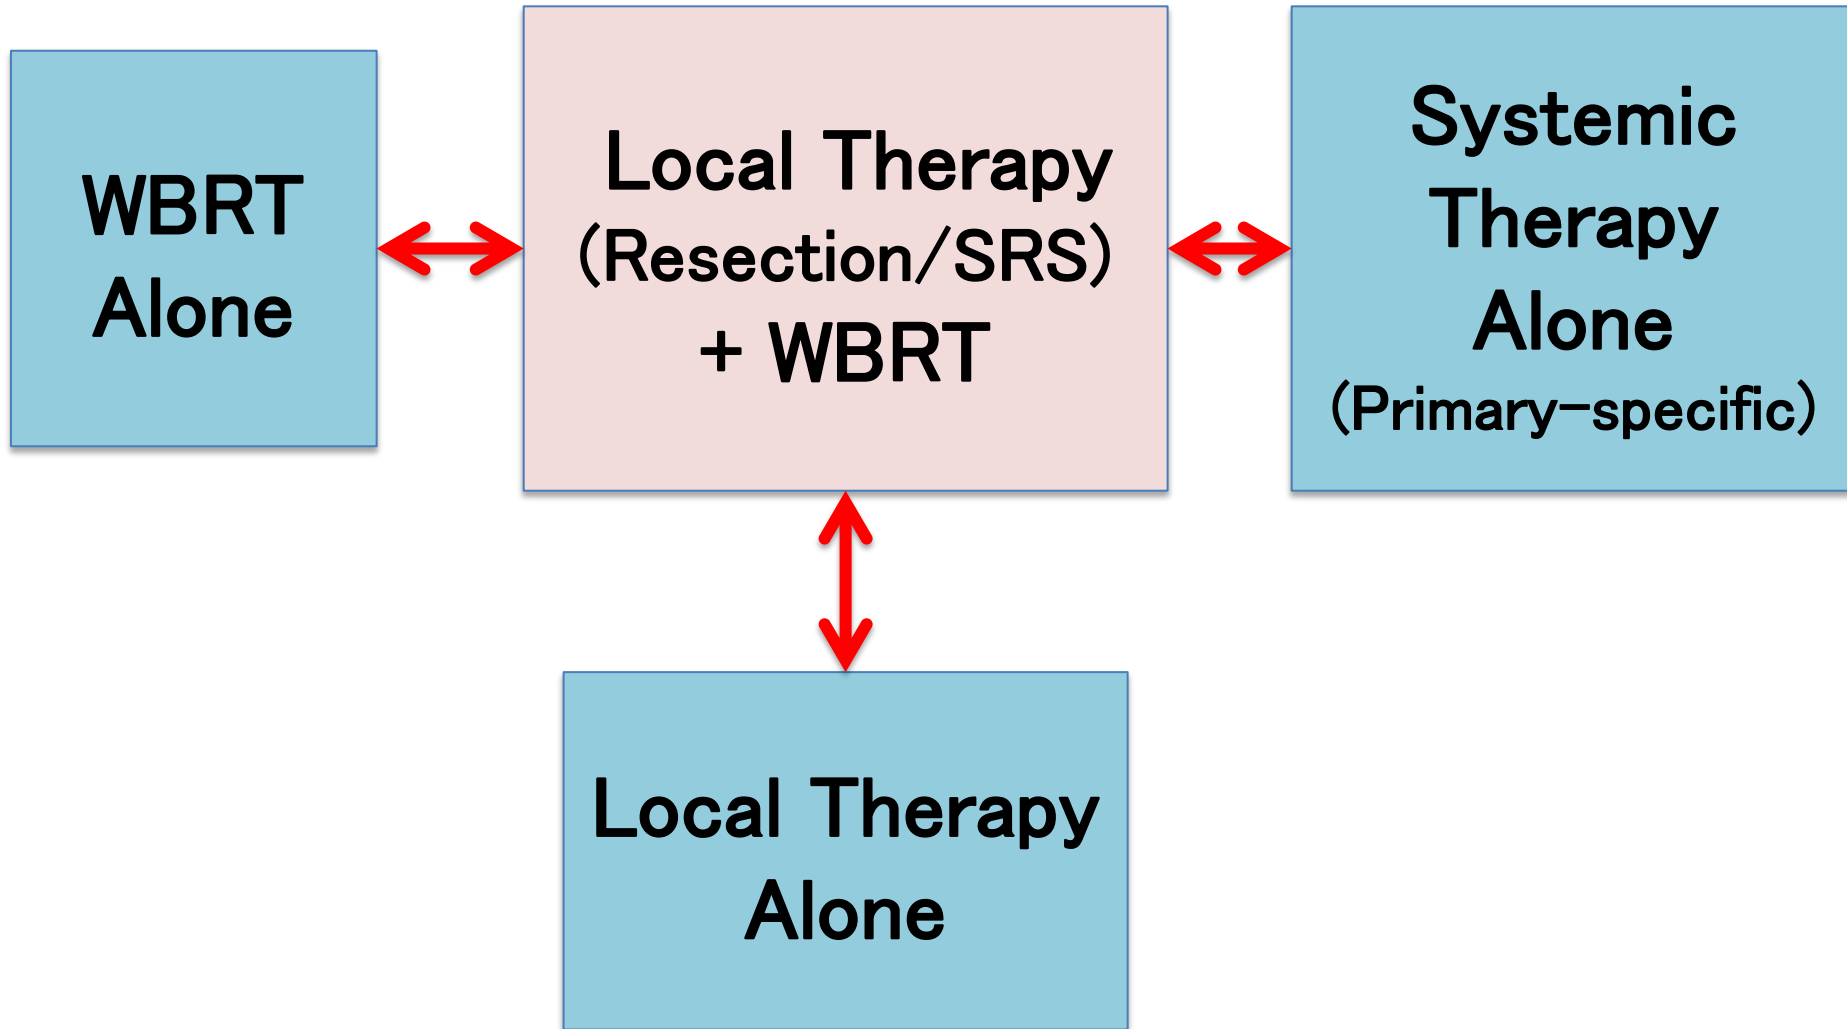 WBRT
Alone
Local Therapy
(Resection/SRS)
+ WBRT
Systemic
Therapy
Alone
(Primary-specific)
Local Therapy
Alone